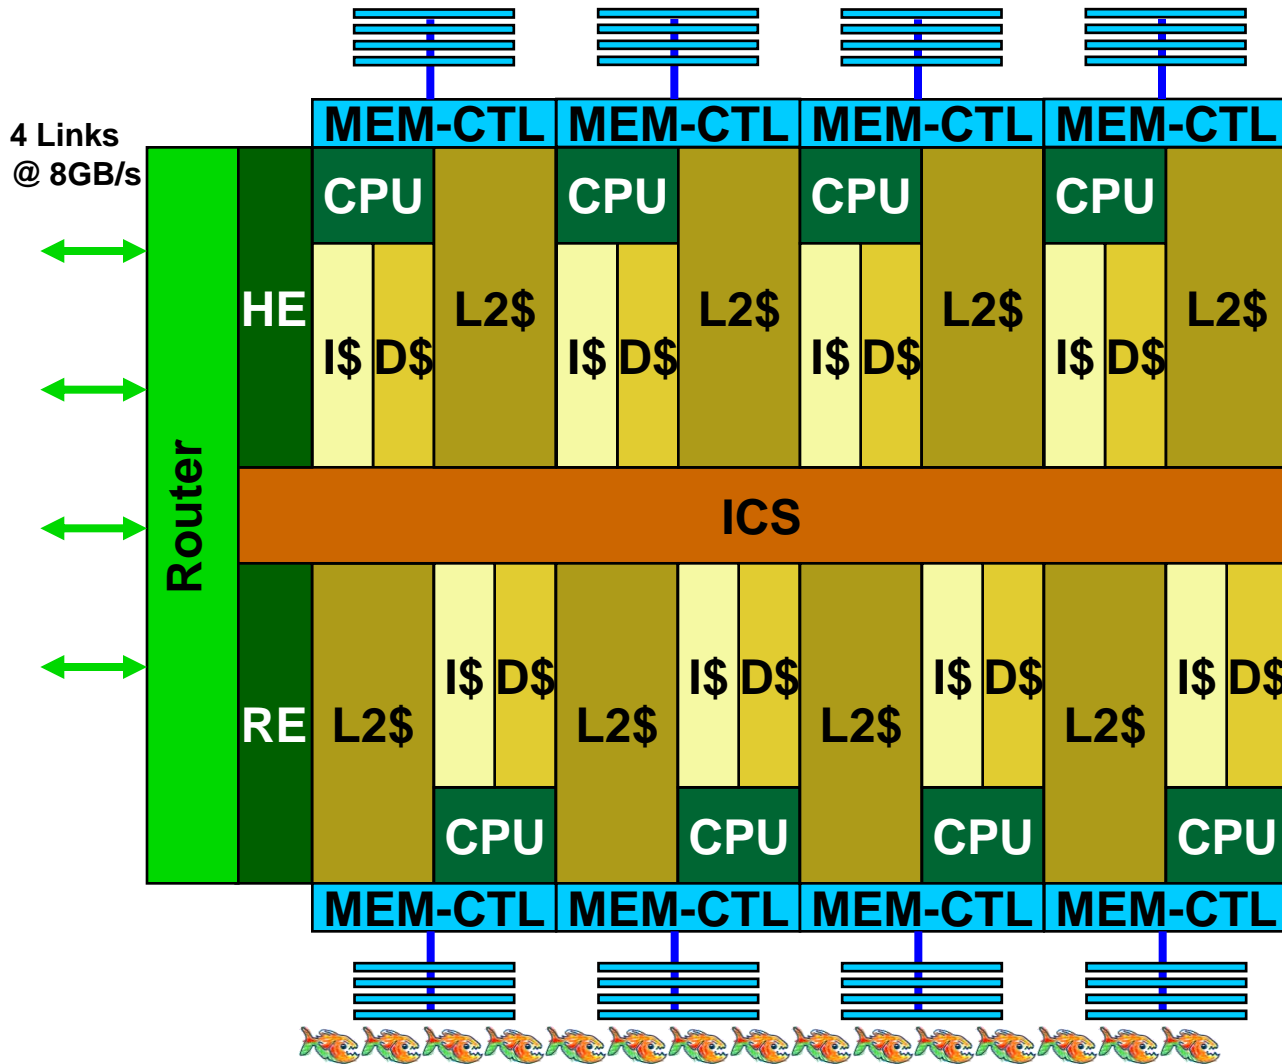 MEM-CTL MEM-CTL MEM-CTL MEM-CTL
4 Links
@ 8GB/s
CPU CPU CPU CPU
HE L2$ L2$ L2$ L2$
I$ D$ I$ D$ I$ D$ I$ D$
Router
ICS
I$ D$ I$ D$ I$ D$ I$ D$
RE L2$ L2$ L2$ L2$
CPU CPU CPU CPU
MEM-CTL MEM-CTL MEM-CTL MEM-CTL